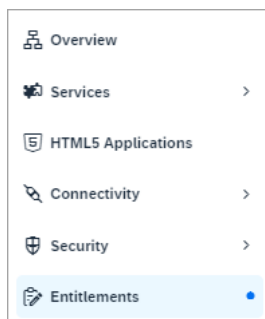 Overview
Services
HTML5 Applications
Connectivity
Security
Entitlements